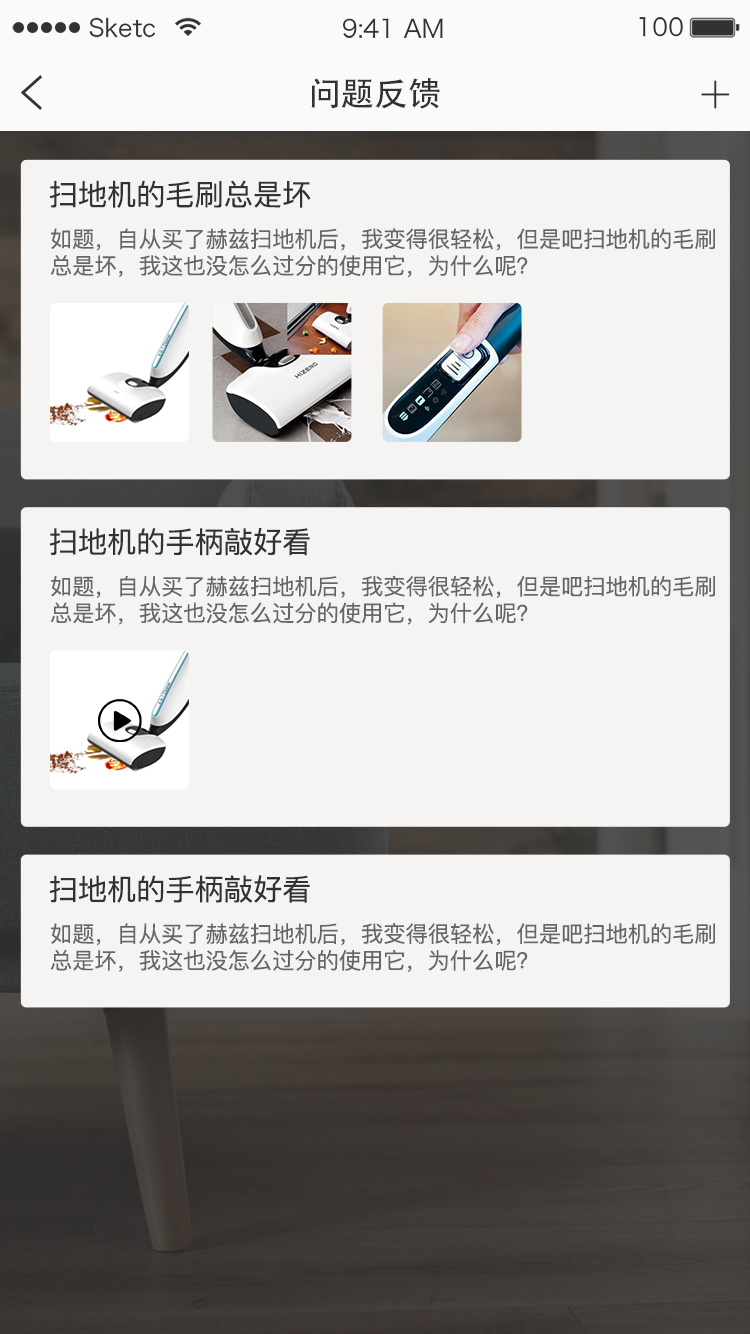 Sketc 9:41 AM 100
问题反馈
扫地机的毛刷总是坏
如题，自从买了赫兹扫地机后，我变得很轻松，但是吧扫地机的毛刷
总是坏，我这也没怎么过分的使用它，为什么呢?
HIZERO
扫地机的手柄敲好看
如题，自从买了赫兹扫地机后，我变得很轻松，但是吧扫地机的毛刷
总是坏，我这也没怎么过分的使用它，为什么呢?
扫地机的手柄敲好看
如题，自从买了赫兹扫地机后，我变得很轻松，但是吧扫地机的毛刷
总是坏，我这也没怎么过分的使用它，为什么呢?